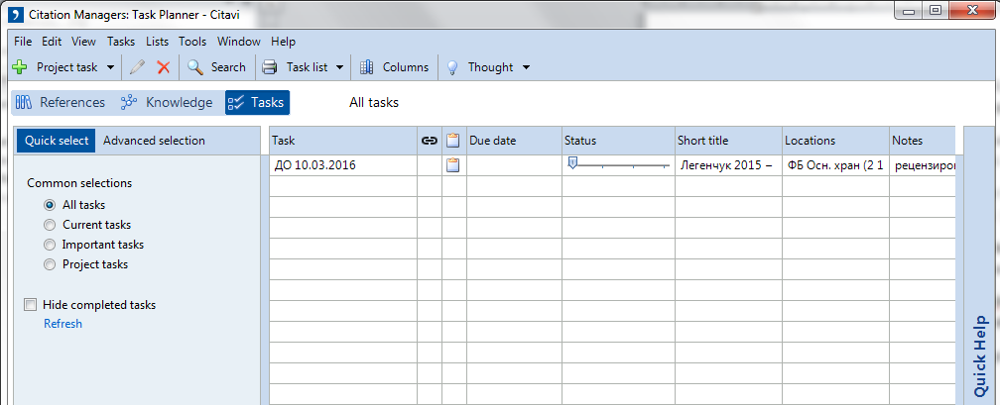 Citation Managers: Task Planner - Citavi
File Edit View Tasks Lists Tools Window Help
Project task Search Task list Columns Thought
References Knowledge Tasks All tasks
Quick select Advanced selection
Task Due date Status Short title Locations Notes
ДО 10.03.2016 Легенчук 2015 – ФБ Осн. хран (2 1 рецензиров
Common selections
All tasks
Current tasks
Important tasks
Project tasks
Hide completed tasks
Refresh
Quick Help